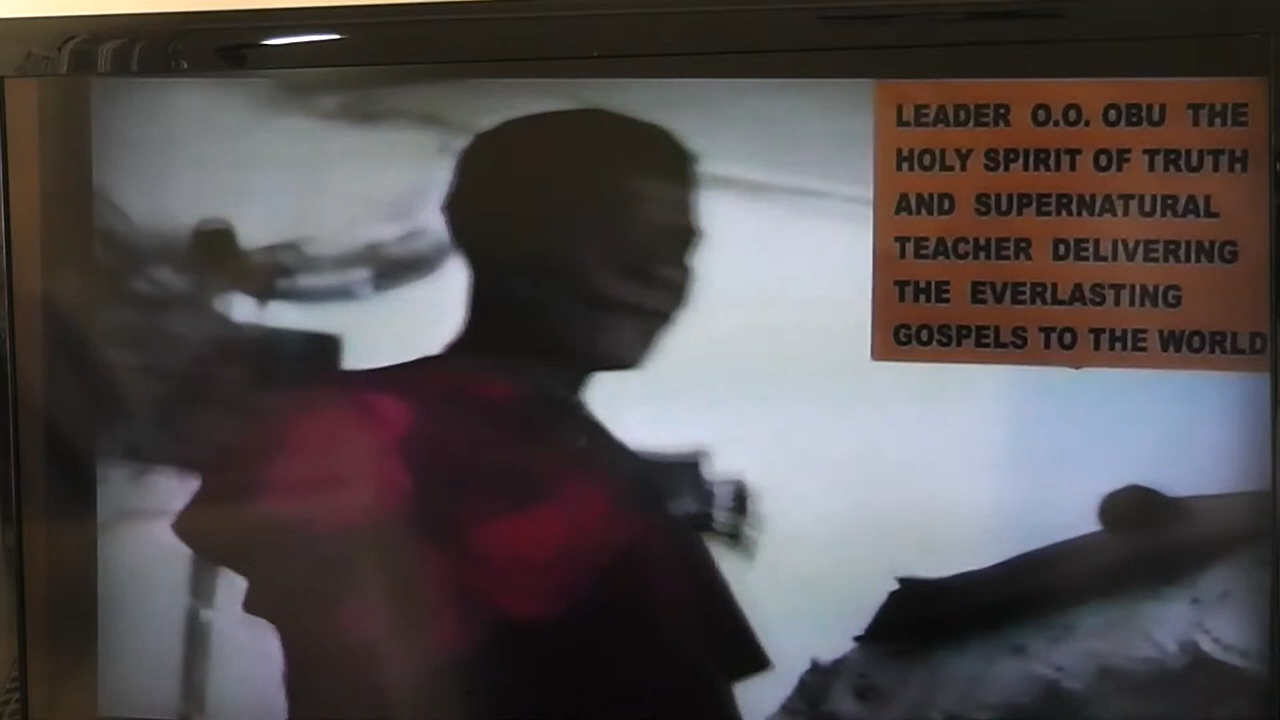 LEADER O.O. OBU THE
HOLY SPIRIT OF TRUTH
AND SUPERNATURAL
TEACHER DELIVERING
THE EVERLASTING
GOSPELS TO THE WORLD